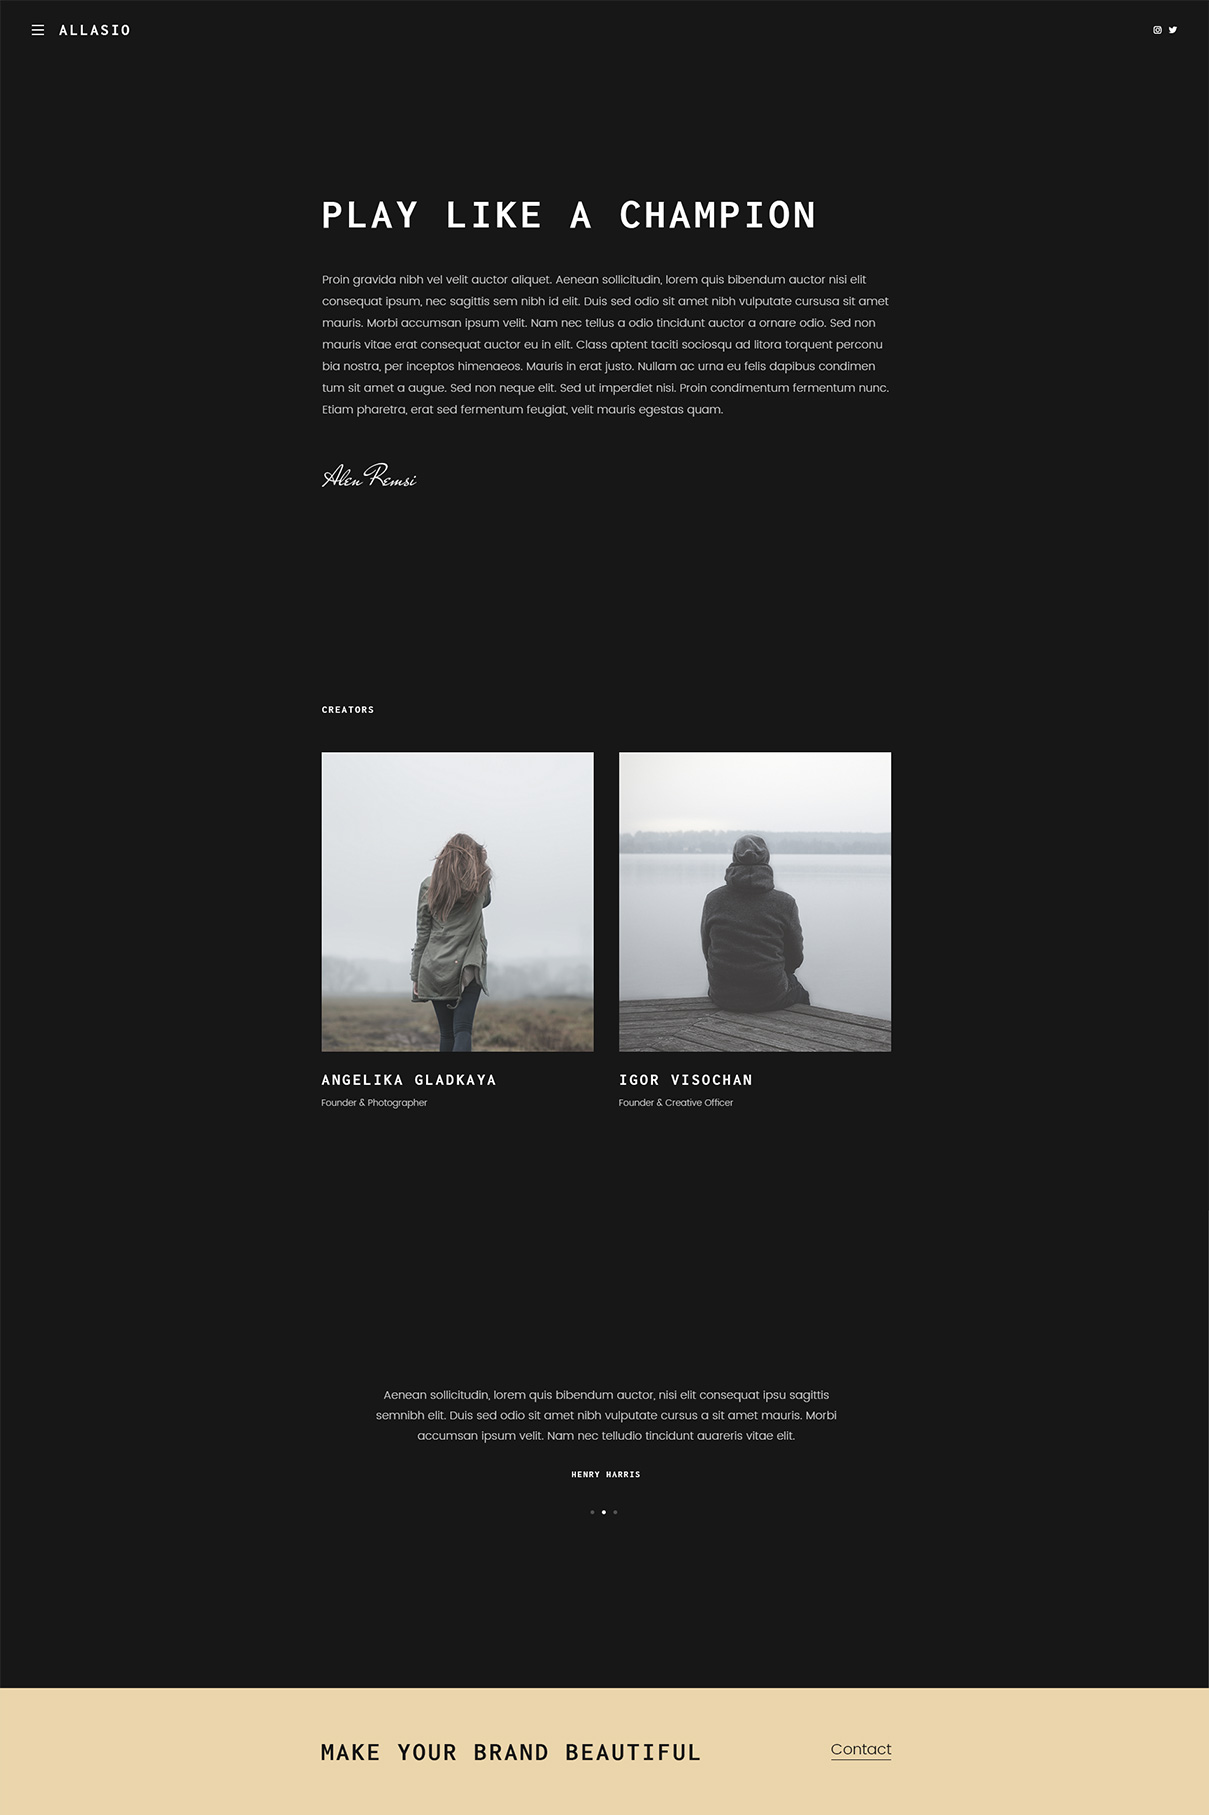 ALLASIO
PLAY LIKE A CHAMPION
Proin gravida nibh vel velit auctor aliquet. Aenean sollicitudin, lorem quis bibendum auctor nisi elit
consequat ipsum, nec sagittis sem nibh id elit. Duis sed odio sit amet nibh vulputate cursusa sit amet
mauris. Morbi accumsan ipsum velit. Nam nec tellus a odio tincidunt auctor a ornare odio. Sed non
mauris vitae erat consequat auctor eu in elit. Class aptent taciti sociosqu ad litora torquent perconu
bia nostra, per inceptos himenaeos. Mauris in erat justo. Nullam ac urna eu felis dapibus condimen
tum sit amet a augue. Sed non neque elit. Sed ut imperdiet nisi. Proin condimentum fermentum nunc.
Etiam pharetra, erat sed fermentum feugiat, velit mauris egestas quam.
Alen Remsi
CREATORS
ANGELIKA GLADKAYA
Founder & Photographer
IGOR VISOCHAN
Founder & Creative Officer
Aenean sollicitudin, lorem quis bibendum auctor, nisi elit consequat ipsu sagittis
semnibh elit. Duis sed odio sit amet nibh vulputate cursus a sit amet mauris. Morbi
accumsan ipsum velit. Nam nec telludio tincidunt auareris vitae elit.
HENRY HARRIS
MAKE YOUR BRAND BEAUTIFUL
Contact